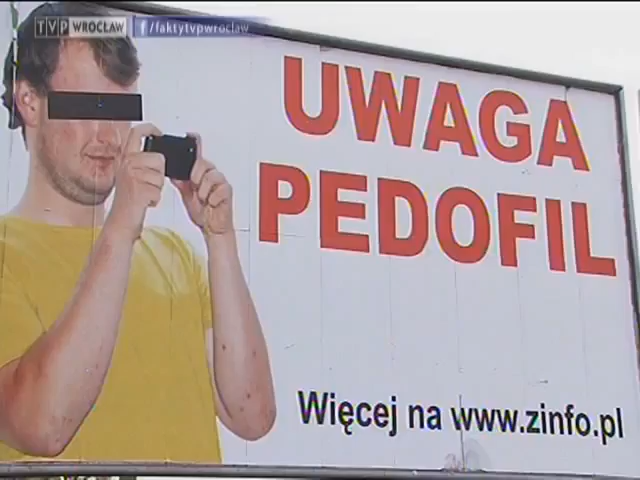 TVP WROCŁAW f/faktytvpwroclaw
UWAGA
PEDOFIL
Więcej na www.zinfo.pl